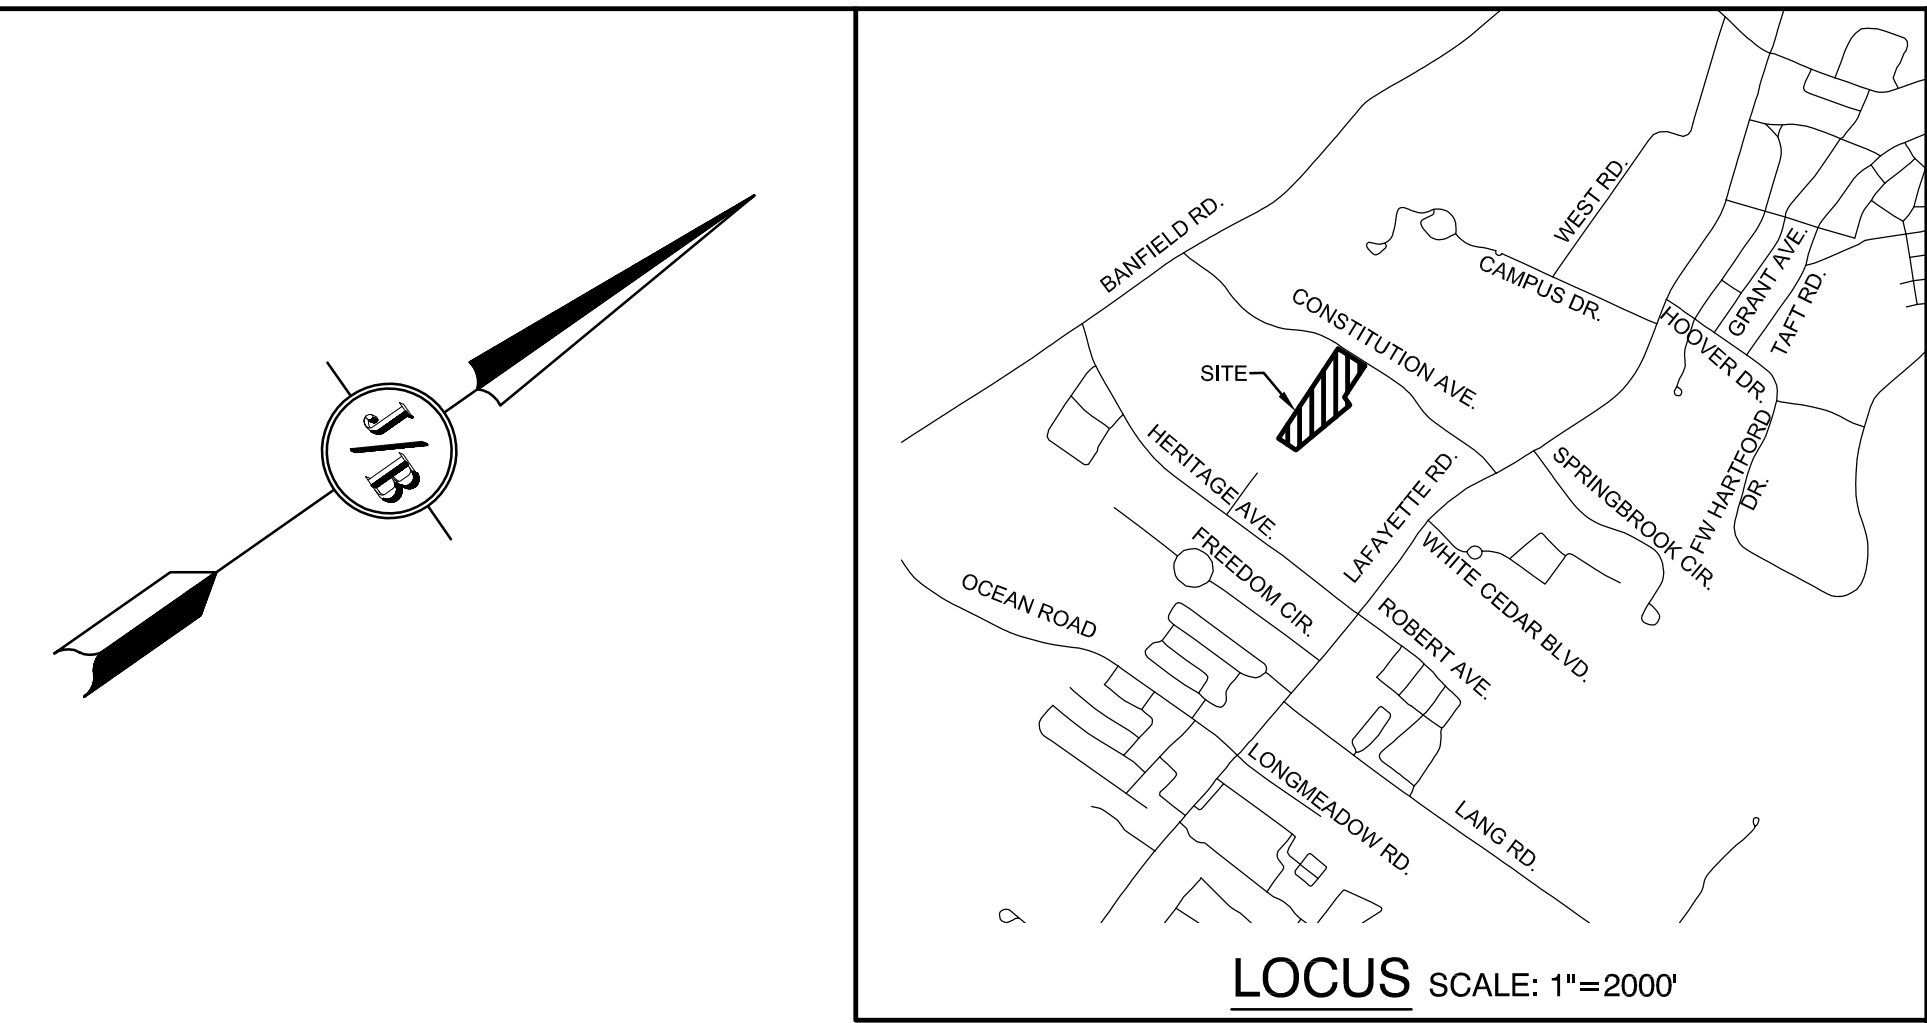 J/B
BANFIELD RD.
WEST RD.
CAMPUS DR.
GRANT AVE.
TAFT RD.
HOOVER DR.
CONSTITUTION AVE.
SITE
HERITAGE AVE.
LAFAYETTE RD.
SPRINGBROOK CIR.
FW HARTFORD
DR.
FREEDOM CIR.
WHITE CEDAR BLVD.
OCEAN ROAD
ROBERT AVE.
LONGMEADOW RD.
LANG RD.
LOCUS SCALE: 1"=2000'